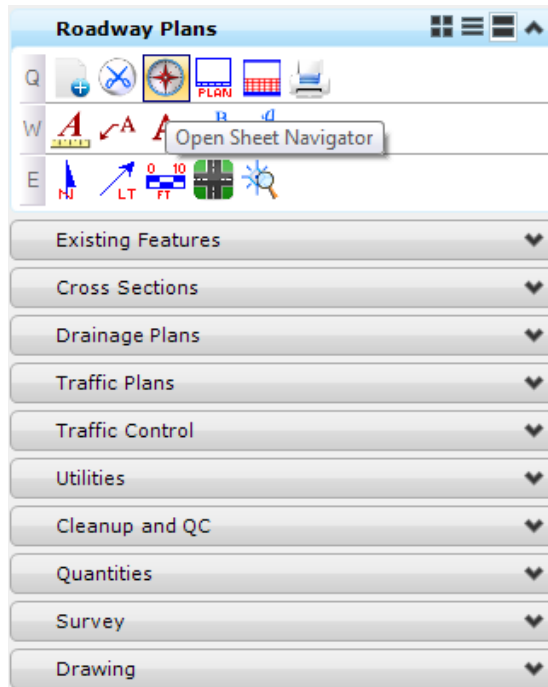 Roadway Plans
Q PLAN
W A A A B a
Open Sheet Navigator
E N LT 0 10 FT
Existing Features
Cross Sections
Drainage Plans
Traffic Plans
Traffic Control
Utilities
Cleanup and QC
Quantities
Survey
Drawing